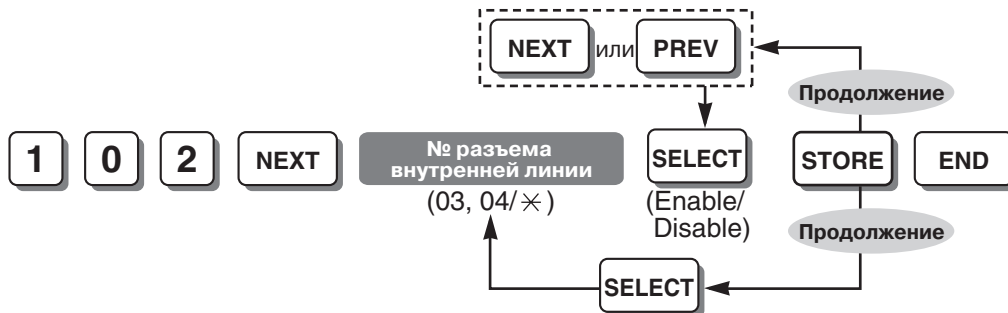 NEXT или PREV
Продолжение
1 0 2 NEXT № разъема внутренней линии SELECT STORE END
(03, 04/✳)
(Enable/
Disable)
Продолжение
SELECT